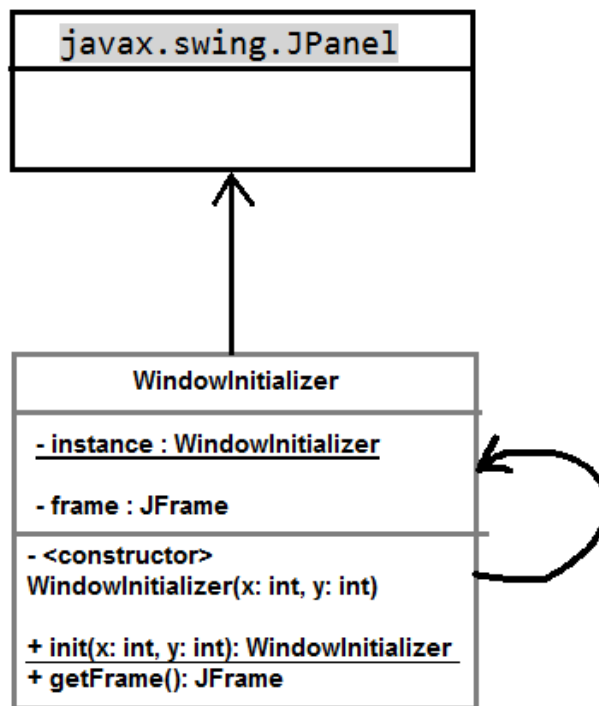 javax.swing.JPanel
WindowInitializer
- instance : WindowInitializer
- frame : JFrame
- <constructor>
WindowInitializer(x: int, y: int)
+ init(x: int, y: int): WindowInitializer
+ getFrame(): JFrame